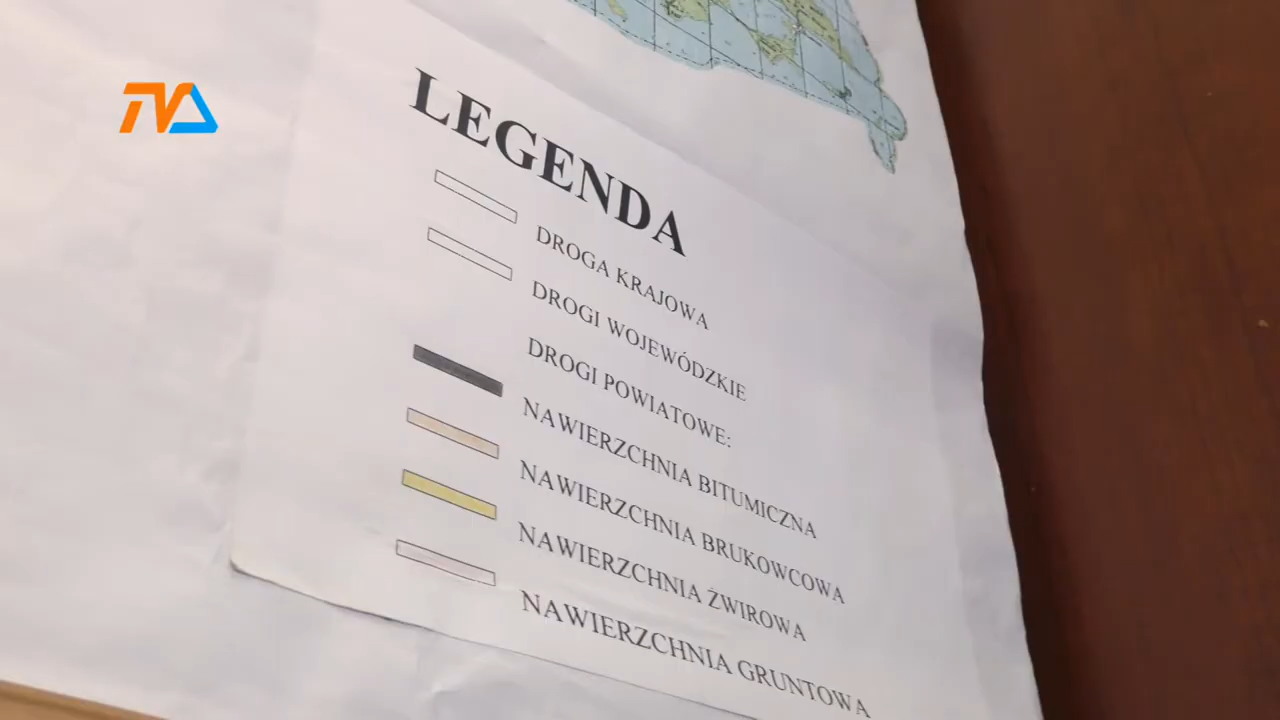 TVA
LEGENDA
DROGA KRAJOWA
DROGI WOJEWÓDZKIE
DROGI POWIATOWE:
NAWIERZCHNIA BITUMICZNA
NAWIERZCHNIA BRUKOWCOWA
NAWIERZCHNIA ŻWIROWA
NAWIERZCHNIA GRUNTOWA